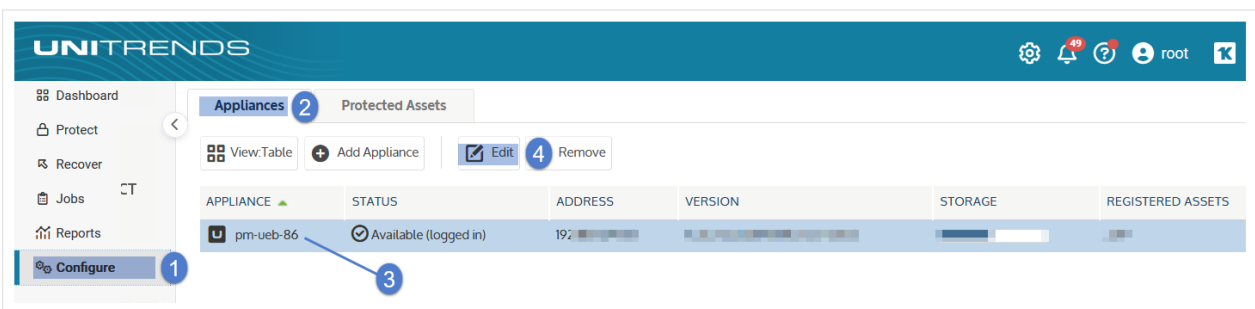 UNITRENDS
49
root
Dashboard
Appliances 2 Protected Assets
Protect
View:Table Add Appliance Edit 4 Remove
Recover
Jobs CT
APPLIANCE STATUS ADDRESS VERSION STORAGE REGISTERED ASSETS
Reports
pm-ueb-86 Available (logged in) 192
Configure 1
3